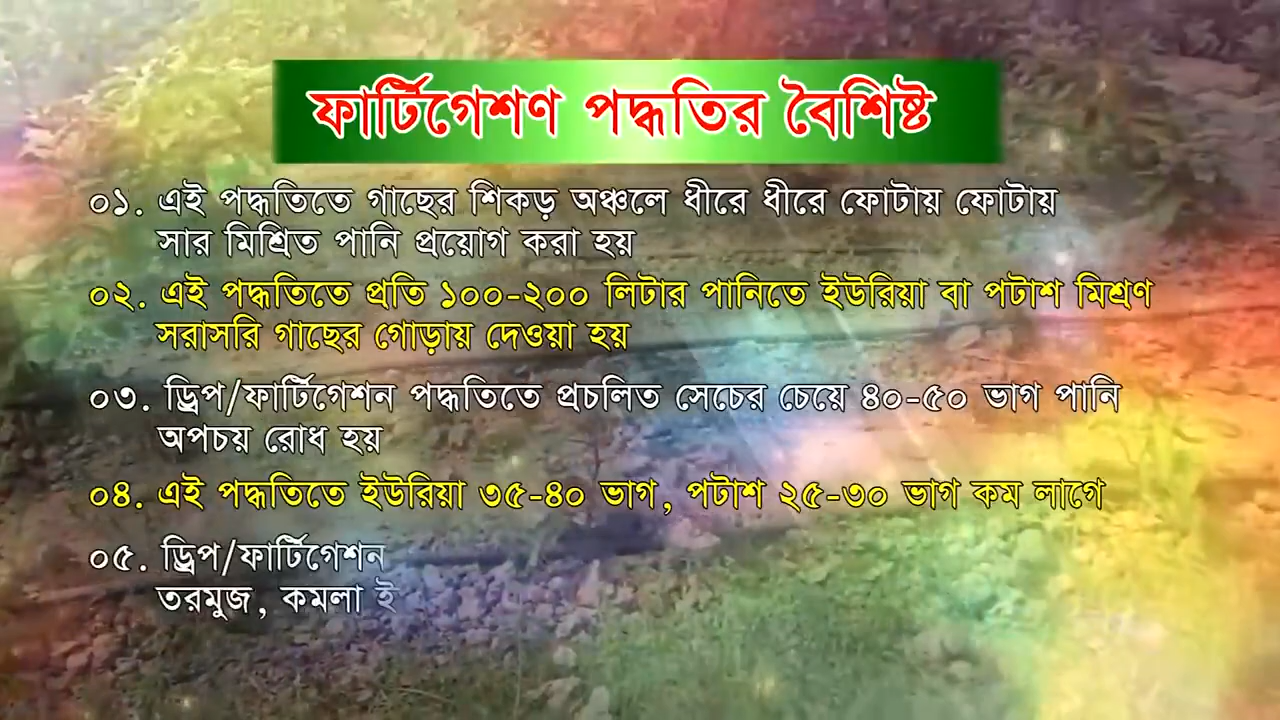 ফার্টিগেশণ পদ্ধতির বৈশিষ্ট
০১. এই পদ্ধতিতে গাছের শিকড় অঞ্চলে ধীরে ধীরে ফোটায় ফোটায়
সার মিশ্রিত পানি প্রয়োগ করা হয়
০২. এই পদ্ধতিতে প্রতি ১০০-২০০ লিটার পানিতে ইউরিয়া বা পটাশ মিশ্রণ
সরাসরি গাছের গোড়ায় দেওয়া হয়
০৩. ড্রিপ/ফার্টিগেশন পদ্ধতিতে প্রচলিত সেচের চেয়ে ৪০-৫০ ভাগ পানি
অপচয় রোধ হয়
০৪. এই পদ্ধতিতে ইউরিয়া ৩৫-৪০ ভাগ, পটাশ ২৫-৩০ ভাগ কম লাগে
০৫. ড্রিপ/ফার্টিগেশন
তরমুজ, কমলা ই